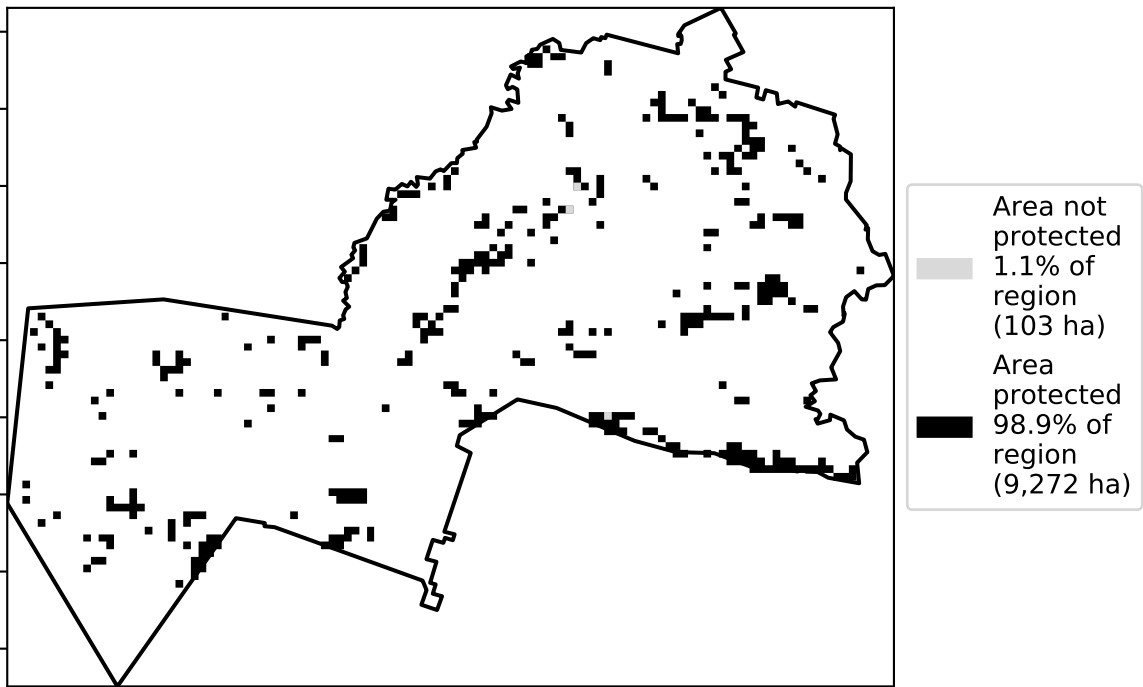 Area not
protected
1.1% of
region
(103 ha)
Area
protected
98.9% of
region
(9,272 ha)